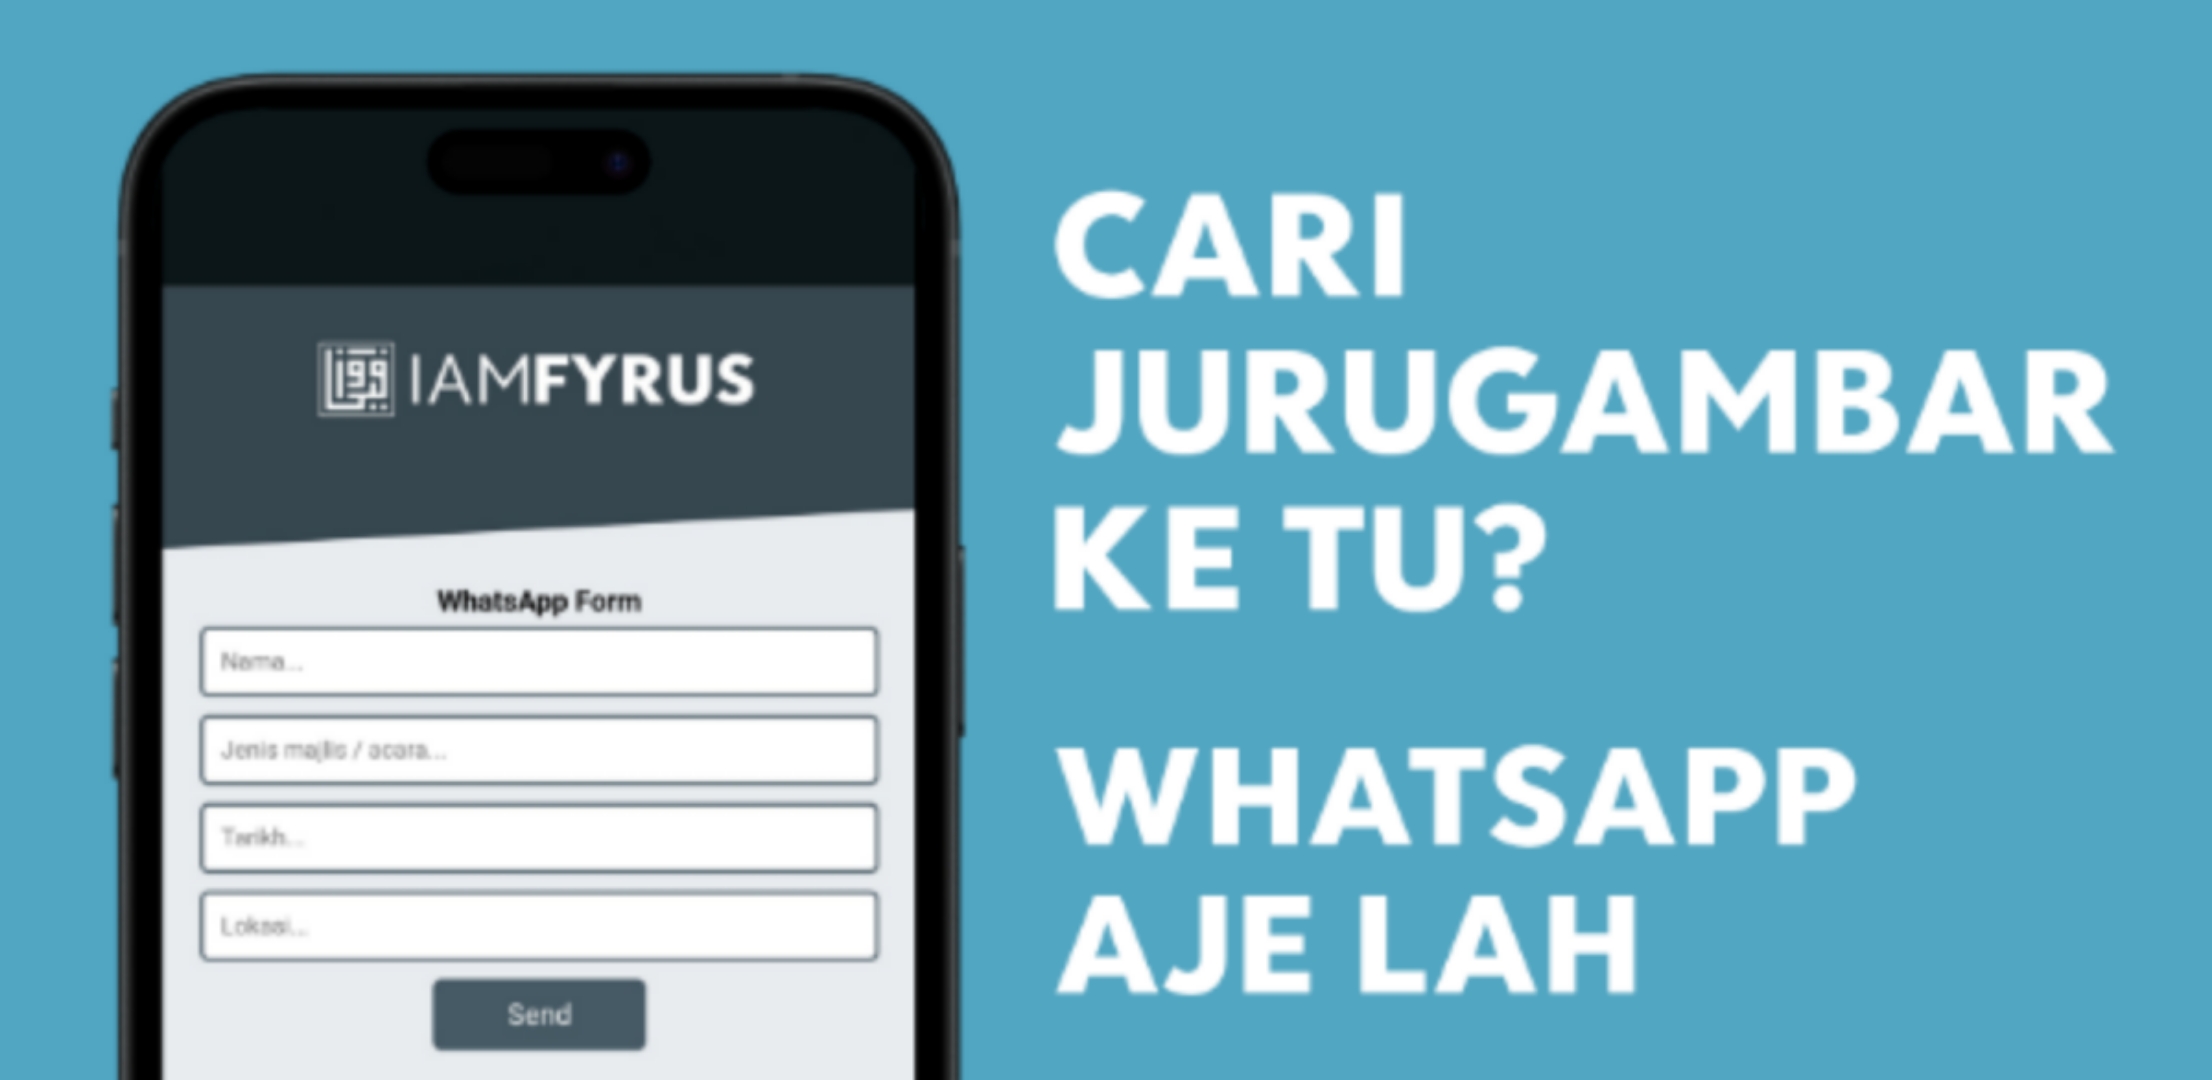 IAMFYRUS
WhatsApp Form
Nama...
Jenis majlis / acara...
Tarikh...
Lokasi...
Send
CARI
JURUGAMBAR
KE TU?
WHATSAPP
AJE LAH